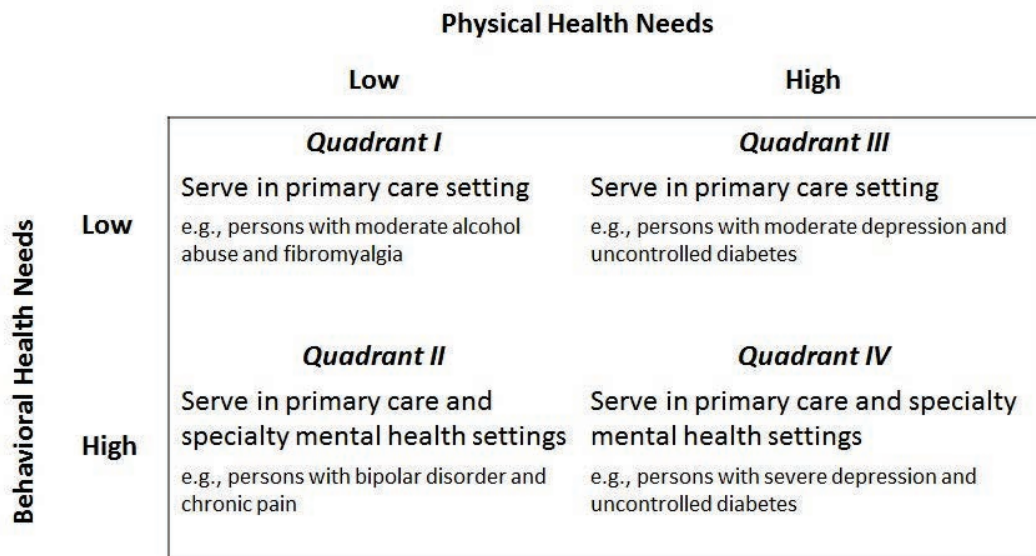 Physical Health Needs
Low
High
Behavioral Health Needs
Low
Quadrant I
Serve in primary care setting
e.g., persons with moderate alcohol
abuse and fibromyalgia
Quadrant III
Serve in primary care setting
e.g., persons with moderate depression and
uncontrolled diabetes
High
Quadrant II
Serve in primary care and
specialty mental health settings
e.g., persons with bipolar disorder and
chronic pain
Quadrant IV
Serve in primary care and specialty
mental health settings
e.g., persons with severe depression and
uncontrolled diabetes